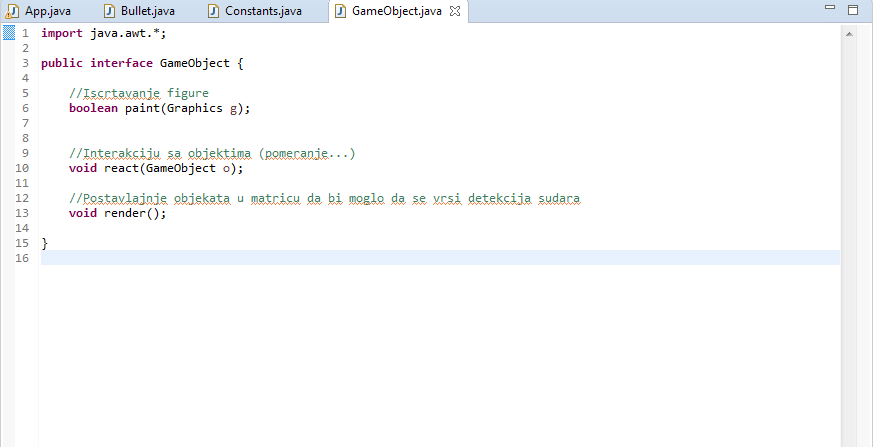 App.java Bullet.java Constants.java GameObject.java
1 import java.awt.*;
2
3 public interface GameObject {
4
5 //Iscrtavanje figure
6 boolean paint(Graphics g);
7
8
9 //Interakciju sa objektima (pomeranje...)
10 void react(GameObject o);
11
12 //Postavlajnje objekata u matricu da bi moglo da se vrsi detekcija sudara
13 void render();
14
15 }
16